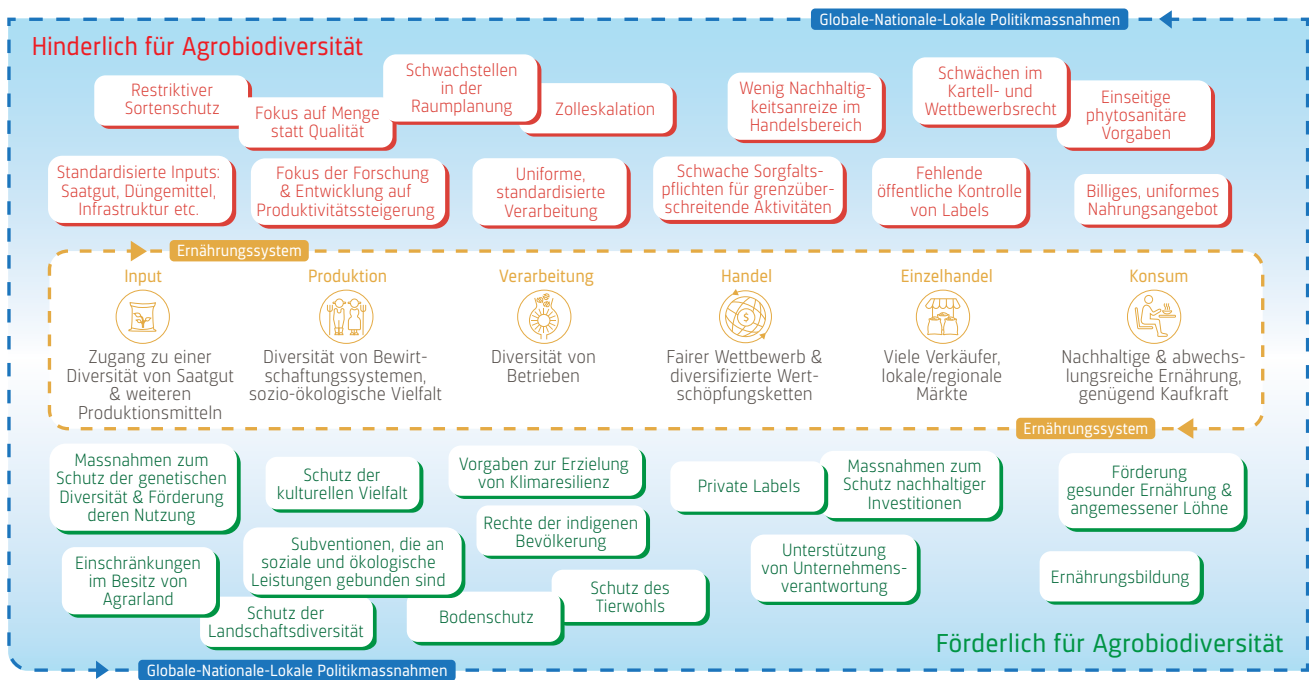 Globale-Nationale-Lokale Politikmassnahmen
Hinderlich für Agrobiodiversität
Restriktiver
Sortenschutz
Fokus auf Menge
statt Qualität
Schwachstellen
in der
Raumplanung
Zolleskalation
Wenig Nachhaltig-
keitsanreize im
Handelsbereich
Schwächen im
Kartell- und
Wettbewerbsrecht
Einseitige
phytosanitäre
Vorgaben
Standardisierte Inputs:
Saatgut, Düngemittel,
Infrastruktur etc.
Fokus der Forschung
& Entwicklung auf
Produktivitätssteigerung
Uniforme,
standardisierte
Verarbeitung
Schwache Sorgfalts-
pflichten für grenzüber-
schreitende Aktivitäten
Fehlende
öffentliche Kontrolle
von Labels
Billiges, uniformes
Nahrungsangebot
Ernährungssystem
Input
Zugang zu einer
Diversität von Saatgut
& weiteren
Produktionsmitteln
Produktion
Diversität von Bewirt-
schaftungssystemen,
sozio-ökologische Vielfalt
Verarbeitung
Diversität von
Betrieben
Handel
$
Fairer Wettbewerb &
diversifizierte Wert-
schöpfungsketten
Einzelhandel
Viele Verkäufer,
lokale/regionale
Märkte
Konsum
Nachhaltige & abwechs-
lungsreiche Ernährung,
genügend Kaufkraft
Ernährungssystem
Massnahmen zum
Schutz der genetischen
Diversität & Förderung
deren Nutzung
Schutz der
kulturellen Vielfalt
Vorgaben zur Erzielung
von Klimaresilienz
Private Labels
Massnahmen zum
Schutz nachhaltiger
Investitionen
Förderung
gesunder Ernährung &
angemessener Löhne
Rechte der indigenen
Bevölkerung
Einschränkungen
im Besitz von
Agrarland
Subventionen, die an
soziale und ökologische
Leistungen gebunden sind
Unterstützung
von Unternehmens-
verantwortung
Ernährungsbildung
Schutz der
Landschaftsdiversität
Bodenschutz
Schutz des
Tierwohls
Förderlich für Agrobiodiversität
Globale-Nationale-Lokale Politikmassnahmen